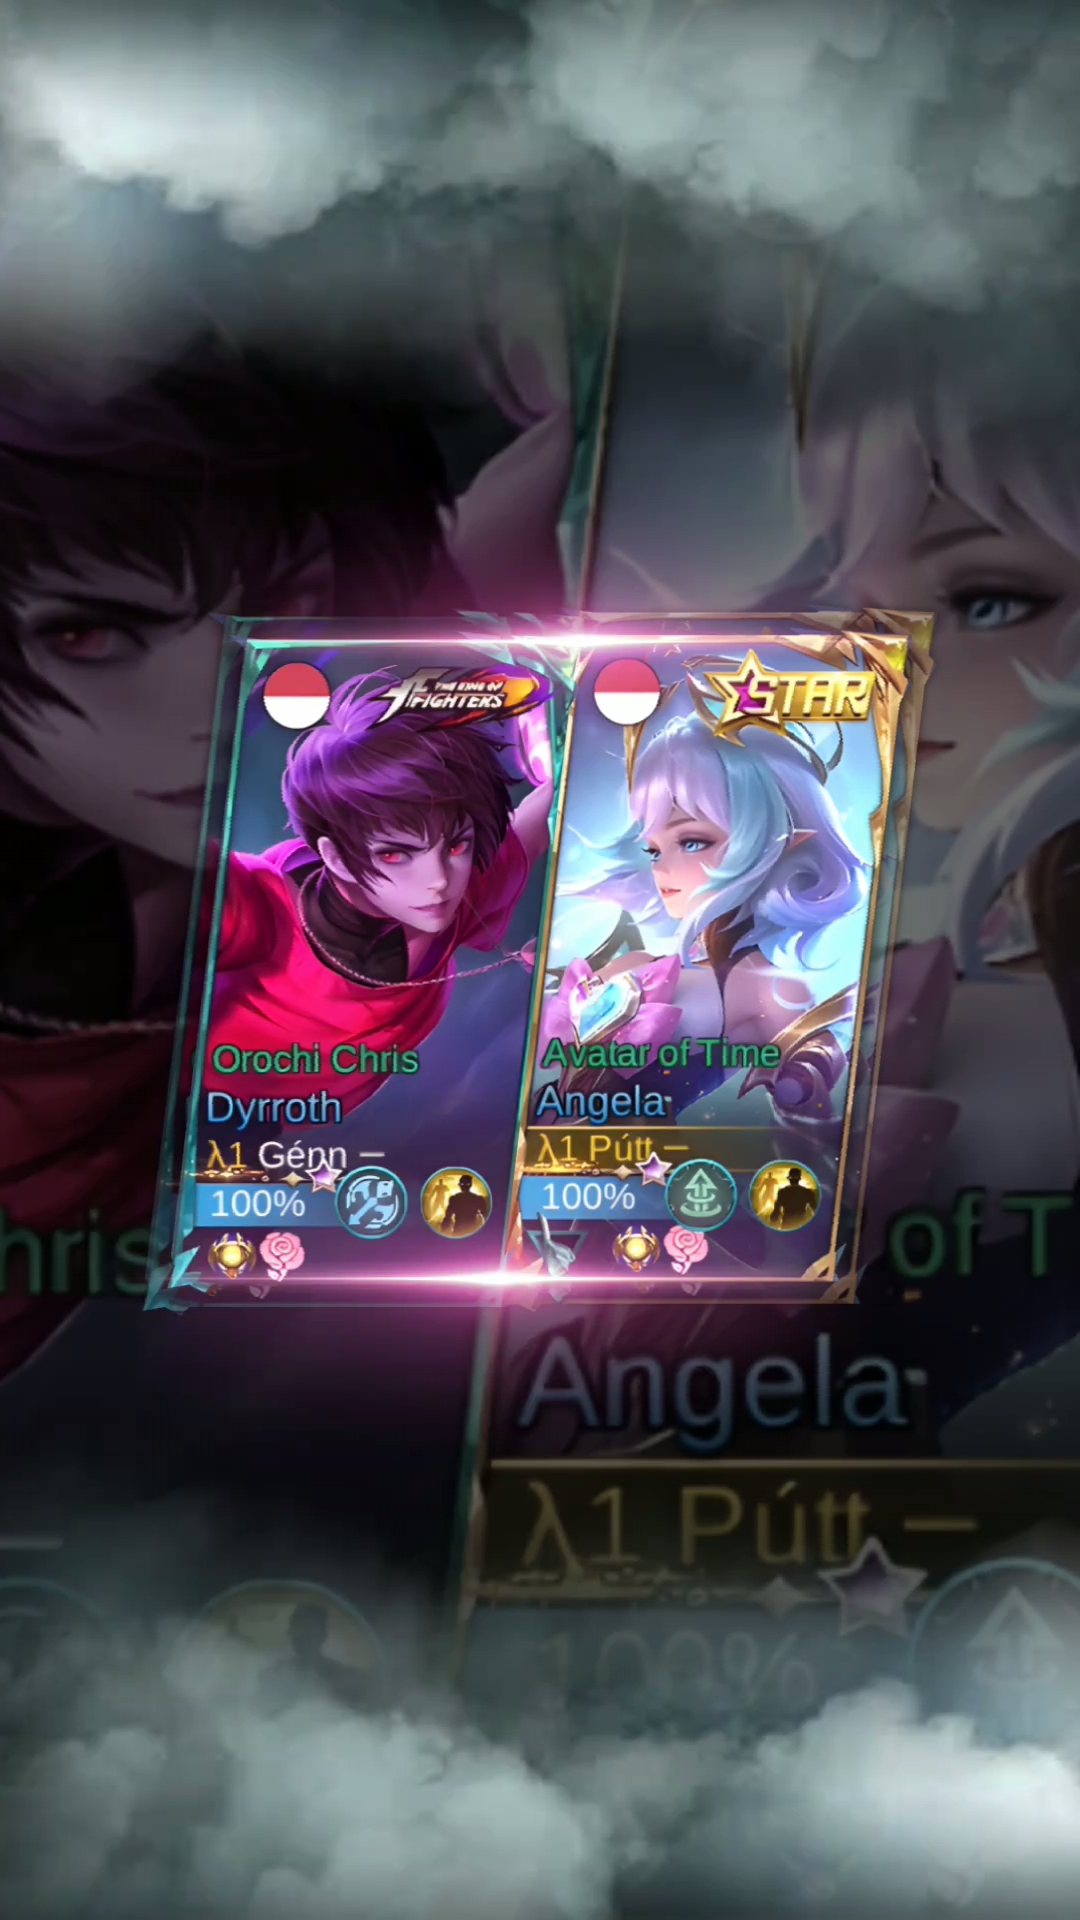 THE KING OF
FIGHTERS
STAR
Orochi Chris
Dyrroth
λ1 Génn –
100%
Avatar of Time
Angela
λ1 Pútt –
100%
hris
of T
Angela
λ1 Pútt –
100%